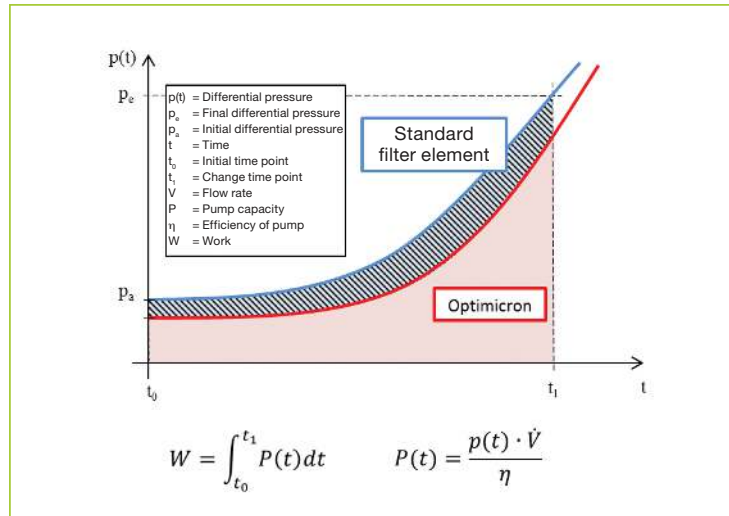 p(t)
p(t) = Differential pressure
pₑ = Final differential pressure
pₐ = Initial differential pressure
t = Time
t₀ = Initial time point
t₁ = Change time point
V = Flow rate
P = Pump capacity
η = Efficiency of pump
W = Work
pₑ
Standard
filter element
pₐ
Optimicron
t₀
t₁
t
W = ∫ₜ₀ᵗ¹ P(t)dt
P(t) = p(t) · V̇ / η